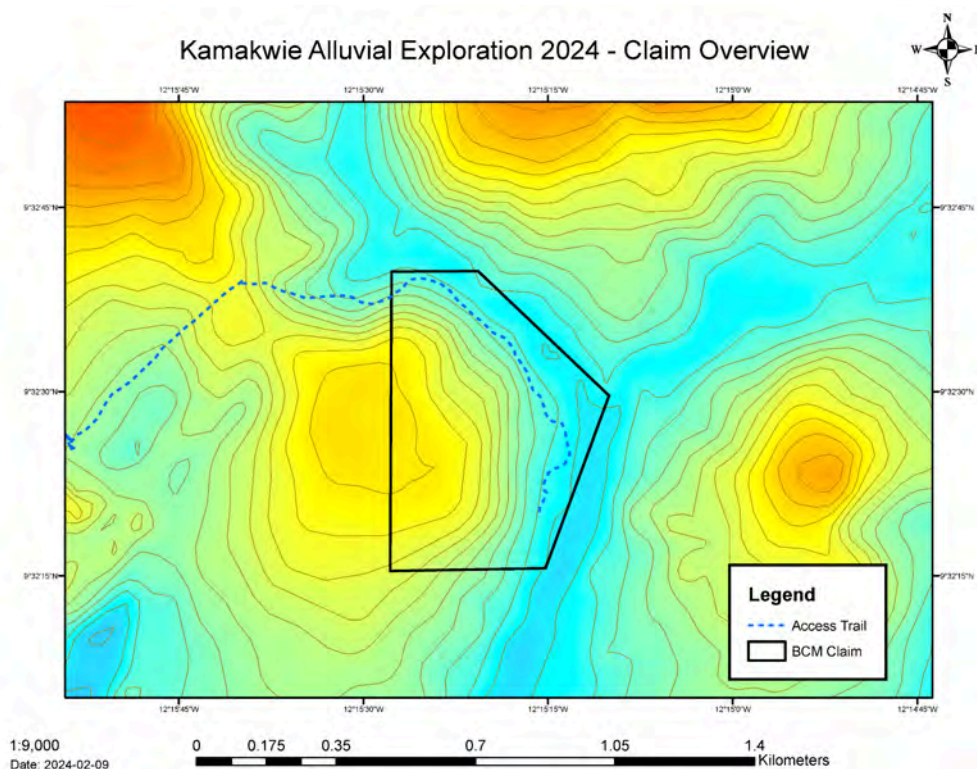 Kamakwie Alluvial Exploration 2024 - Claim Overview
N
W E
S
12°15'45"W 12°15'30"W 12°15'15"W 12°15'0"W 12°14'45"W
9°32'45"N 9°32'45"N
9°32'30"N 9°32'30"N
9°32'15"N 9°32'15"N
Legend
Access Trail
BCM Claim
12°15'45"W 12°15'30"W 12°15'15"W 12°15'0"W 12°14'45"W
1:9,000 0 0.175 0.35 0.7 1.05 1.4
Kilometers
Date: 2024-02-09